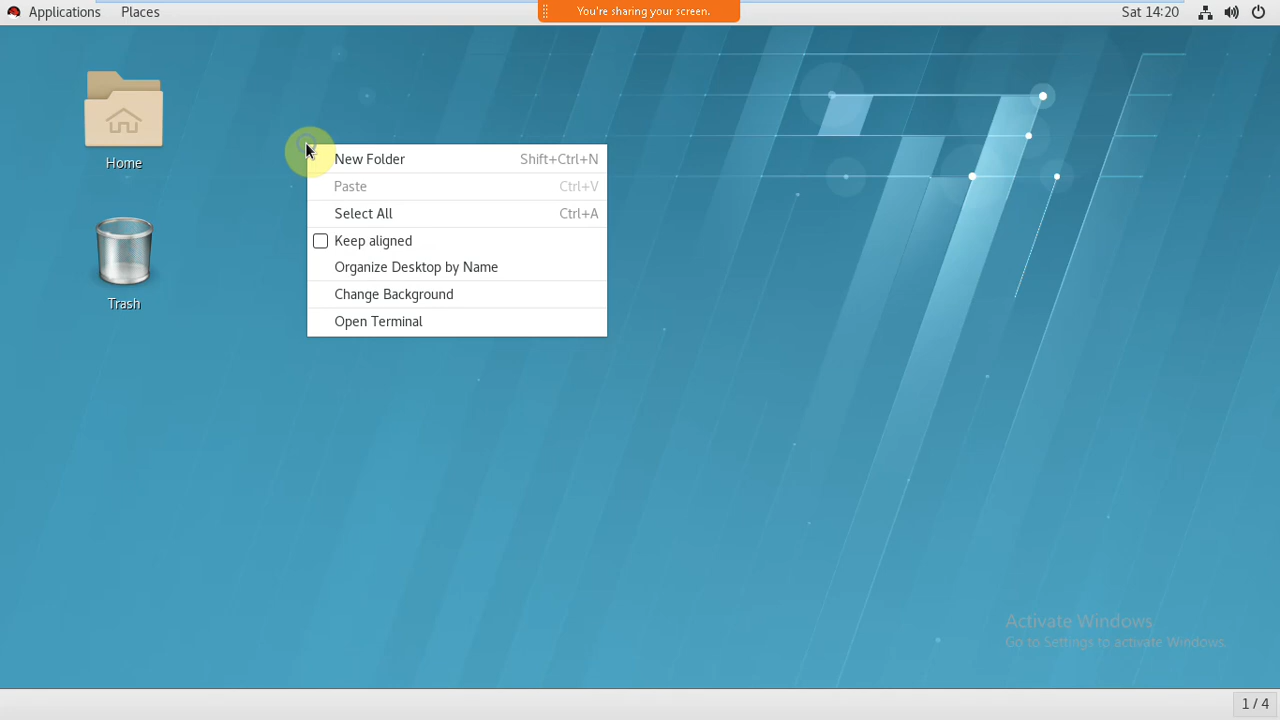 Applications Places
You're sharing your screen.
Sat 14:20
Home
Trash
New Folder Shift+Ctrl+N
Paste Ctrl+V
Select All Ctrl+A
Keep aligned
Organize Desktop by Name
Change Background
Open Terminal
Activate Windows
Go to Settings to activate Windows.
1 / 4